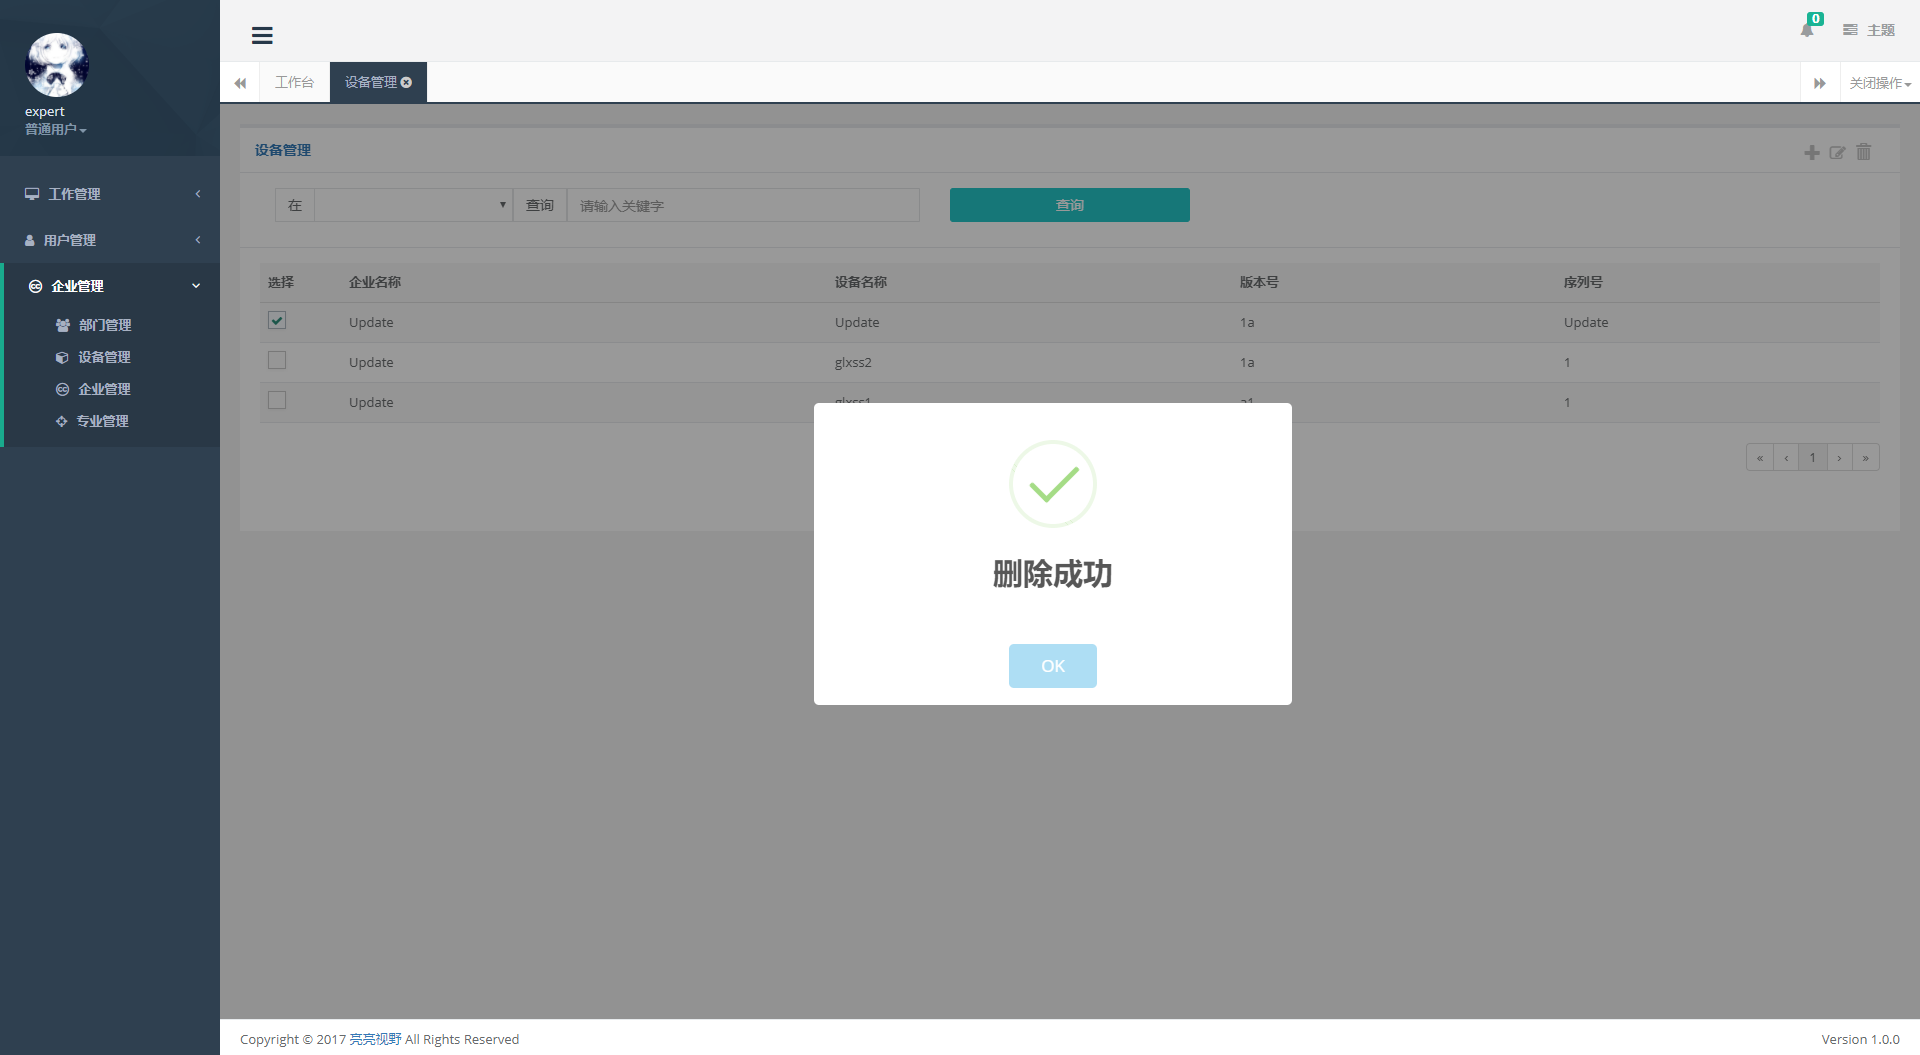 expert
普通用户
工作管理
用户管理
企业管理
部门管理
设备管理
企业管理
专业管理
0
主题
工作台
设备管理
关闭操作
设备管理
在
查询
请输入关键字
查询
选择 企业名称 设备名称 版本号 序列号
Update Update 1a Update
Update glxss2 1a 1
Update glxss1 a1 1
« ‹ 1 › »
删除成功
OK
Copyright © 2017 亮亮视野 All Rights Reserved
Version 1.0.0